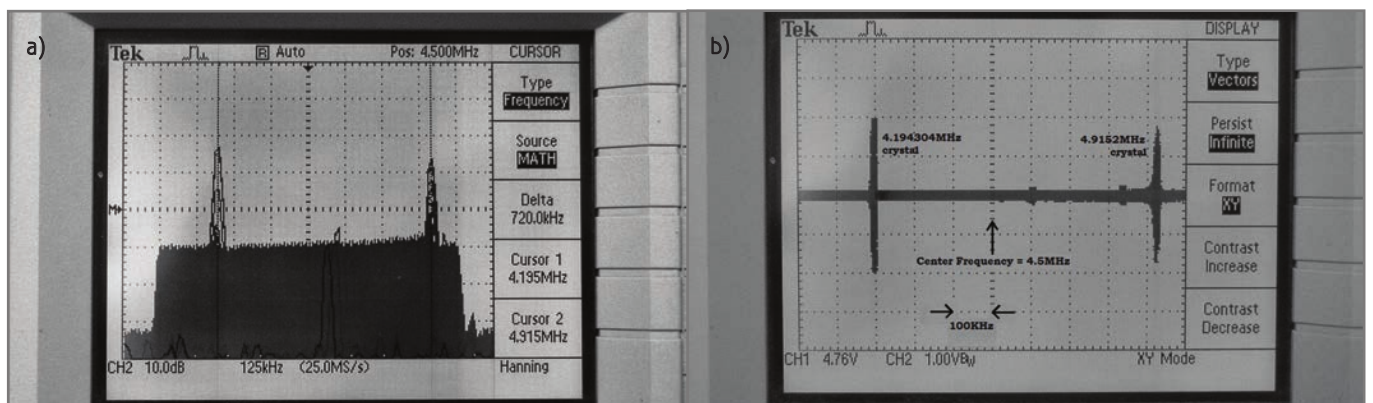 a)
Tek
R Auto
Pos: 4.500MHz
CURSOR
Type
Frequency
Source
MATH
Delta
720.0kHz
Cursor 1
4.195MHz
Cursor 2
4.915MHz
M
CH2 10.0dB
125kHz (25.0MS/s)
Hanning
b)
Tek
DISPLAY
Type
Vectors
Persist
Infinite
Format
XY
Contrast
Increase
Contrast
Decrease
4.194304MHz
crystal
4.9152MHz
crystal
Center Frequency = 4.5MHz
100KHz
CH1 4.76V
CH2 1.00VBW
XY Mode